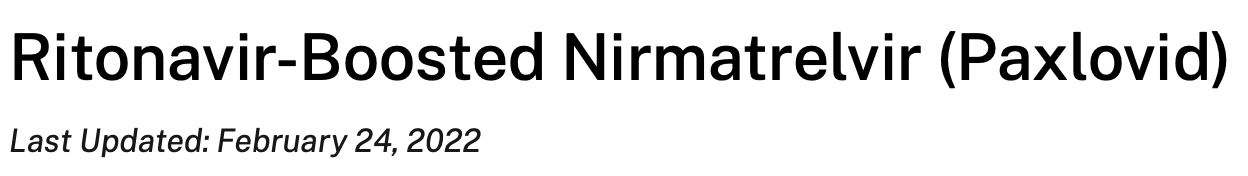 Ritonavir-Boosted Nirmatrelvir (Paxlovid)
Last Updated: February 24, 2022